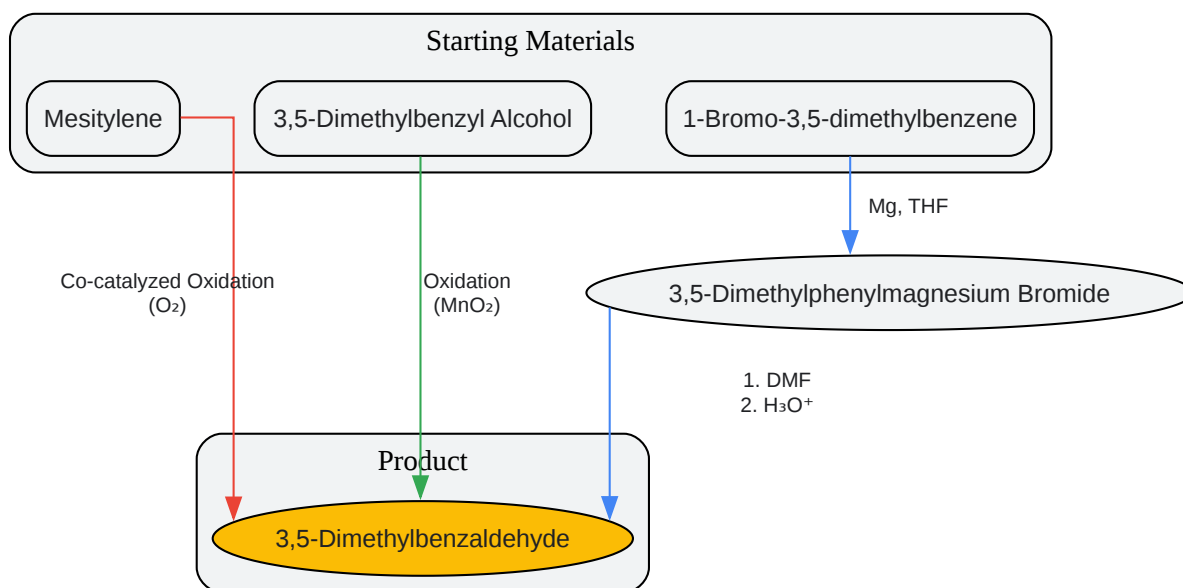 Starting Materials
Mesitylene
3,5-Dimethylbenzyl Alcohol
1-Bromo-3,5-dimethylbenzene
Mg, THF
Co-catalyzed Oxidation
(O₂)
Oxidation
(MnO₂)
3,5-Dimethylphenylmagnesium Bromide
1. DMF
2. H₃O⁺
Product
3,5-Dimethylbenzaldehyde